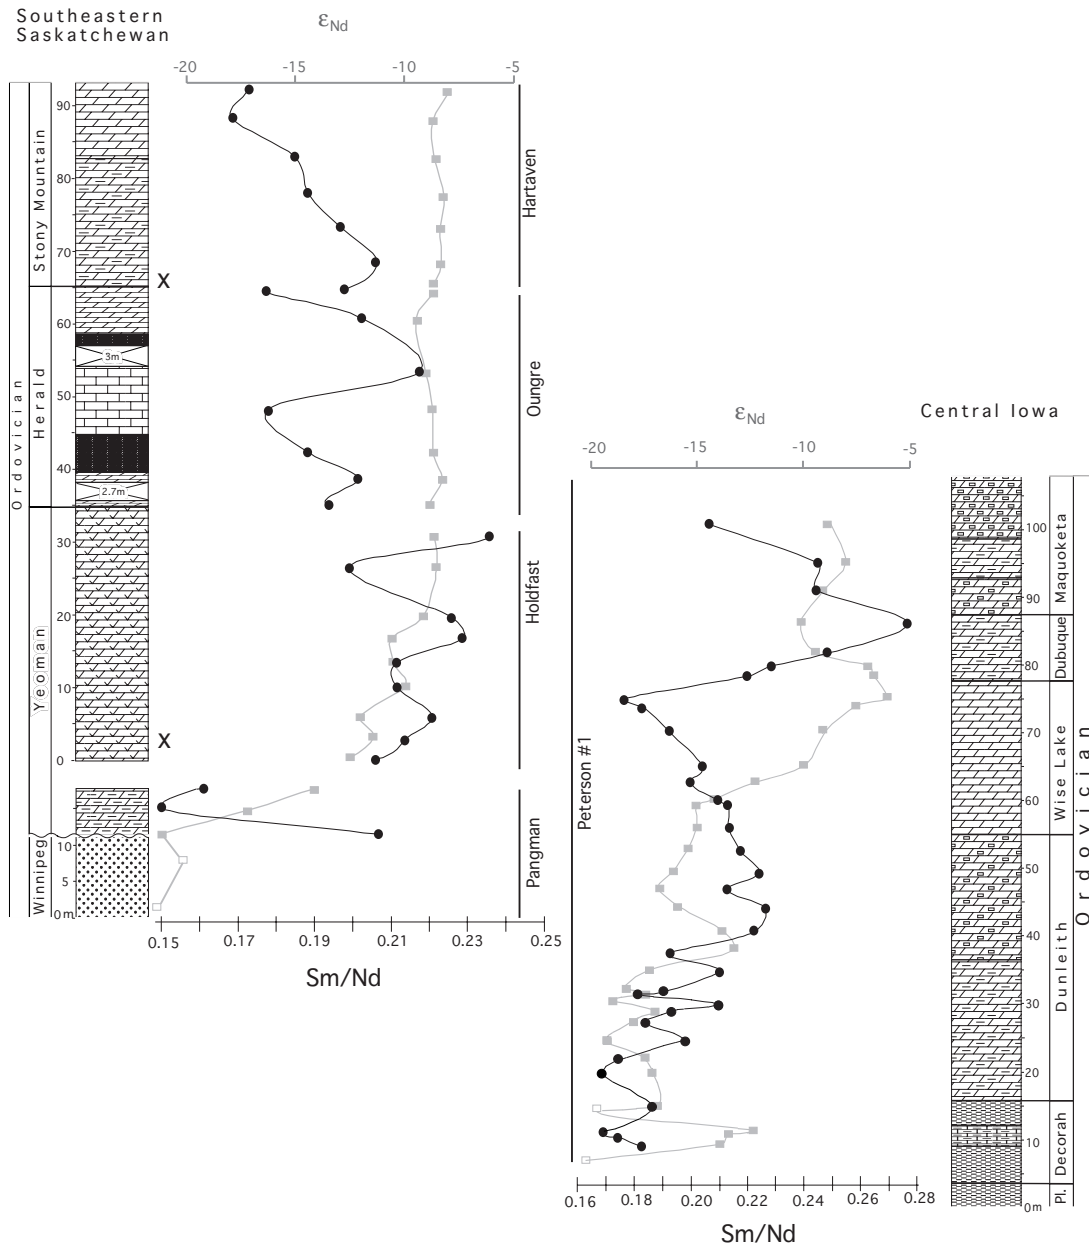 Southeastern
Saskatchewan
εNd
-20 -15 -10 -5
Ordovician
Stony Mountain
Herald
Yeoman
Winnipeg
90
80
70
60
50
40
30
20
10
0
10
5
0m
3m
2.7m
X
X
Hartaven
Oungre
Holdfast
Pangman
0.15 0.17 0.19 0.21 0.23 0.25
Sm/Nd
εNd
Central Iowa
-20 -15 -10 -5
Peterson #1
100
90
80
70
60
50
40
30
20
10
0m
Maquoketa
Dubuque
Wise Lake
Dunleith
Decorah
Pl.
Ordovician
0.16 0.18 0.20 0.22 0.24 0.26 0.28
Sm/Nd